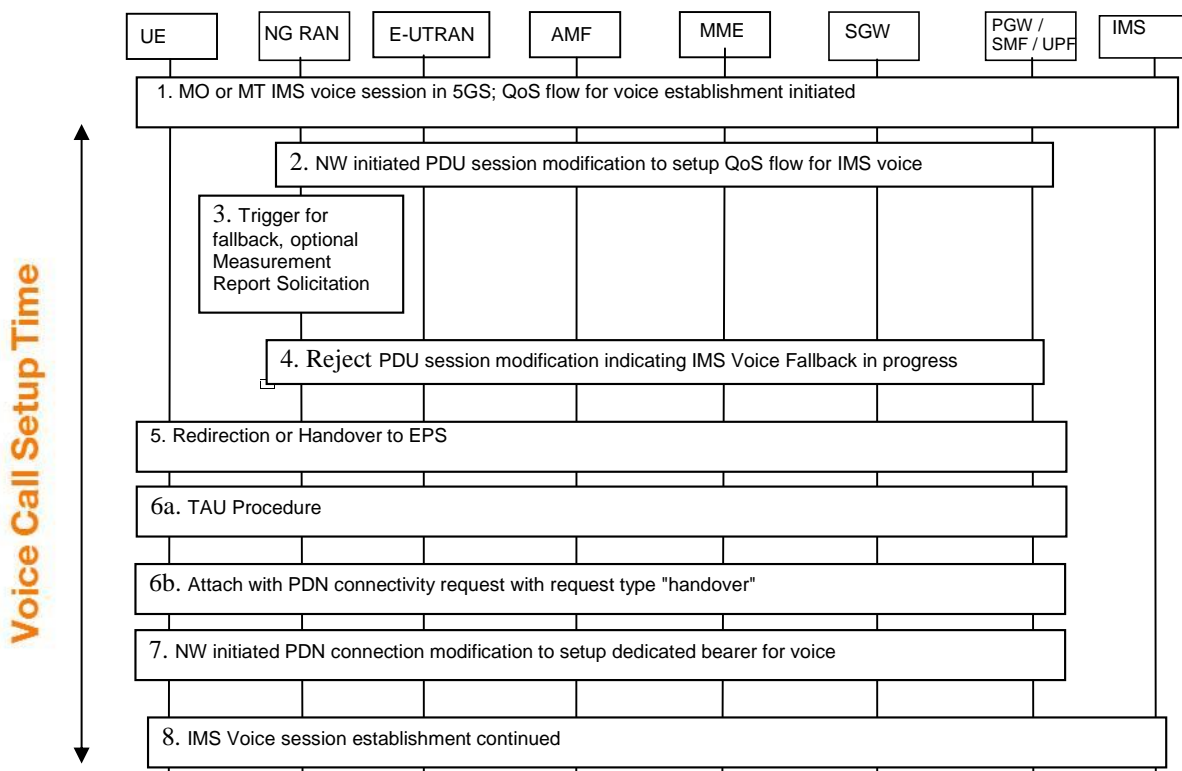 UE
NG RAN
E-UTRAN
AMF
MME
SGW
PGW /
SMF / UPF
IMS
1. MO or MT IMS voice session in 5GS; QoS flow for voice establishment initiated
2. NW initiated PDU session modification to setup QoS flow for IMS voice
3. Trigger for
fallback, optional
Measurement
Report Solicitation
4. Reject PDU session modification indicating IMS Voice Fallback in progress
5. Redirection or Handover to EPS
6a. TAU Procedure
6b. Attach with PDN connectivity request with request type "handover"
7. NW initiated PDN connection modification to setup dedicated bearer for voice
8. IMS Voice session establishment continued
Voice Call Setup Time